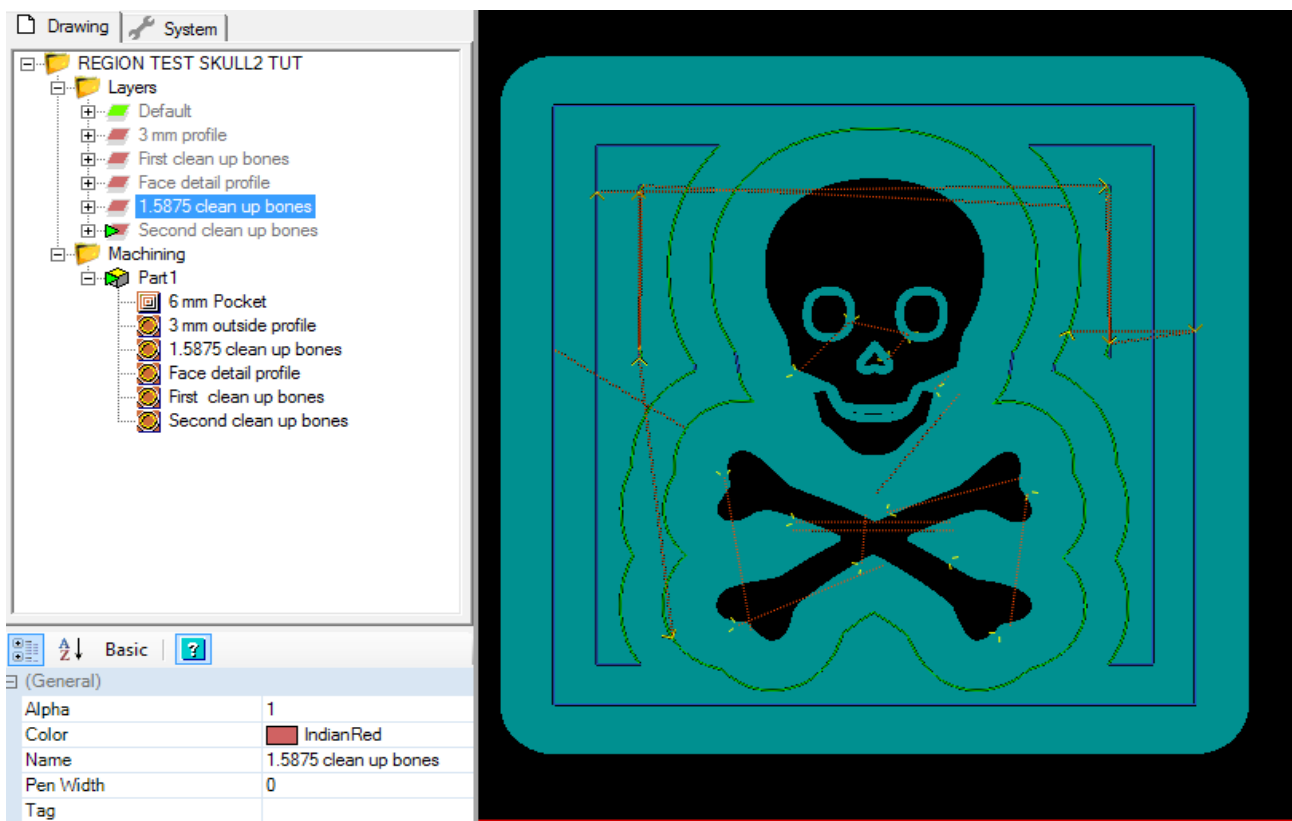 Drawing System
REGION TEST SKULL2 TUT
Layers
Default
3 mm profile
First clean up bones
Face detail profile
1.5875 clean up bones
Second clean up bones
Machining
Part1
6 mm Pocket
3 mm outside profile
1.5875 clean up bones
Face detail profile
First clean up bones
Second clean up bones
A Z Basic ?
(General)
Alpha 1
Color IndianRed
Name 1.5875 clean up bones
Pen Width 0
Tag